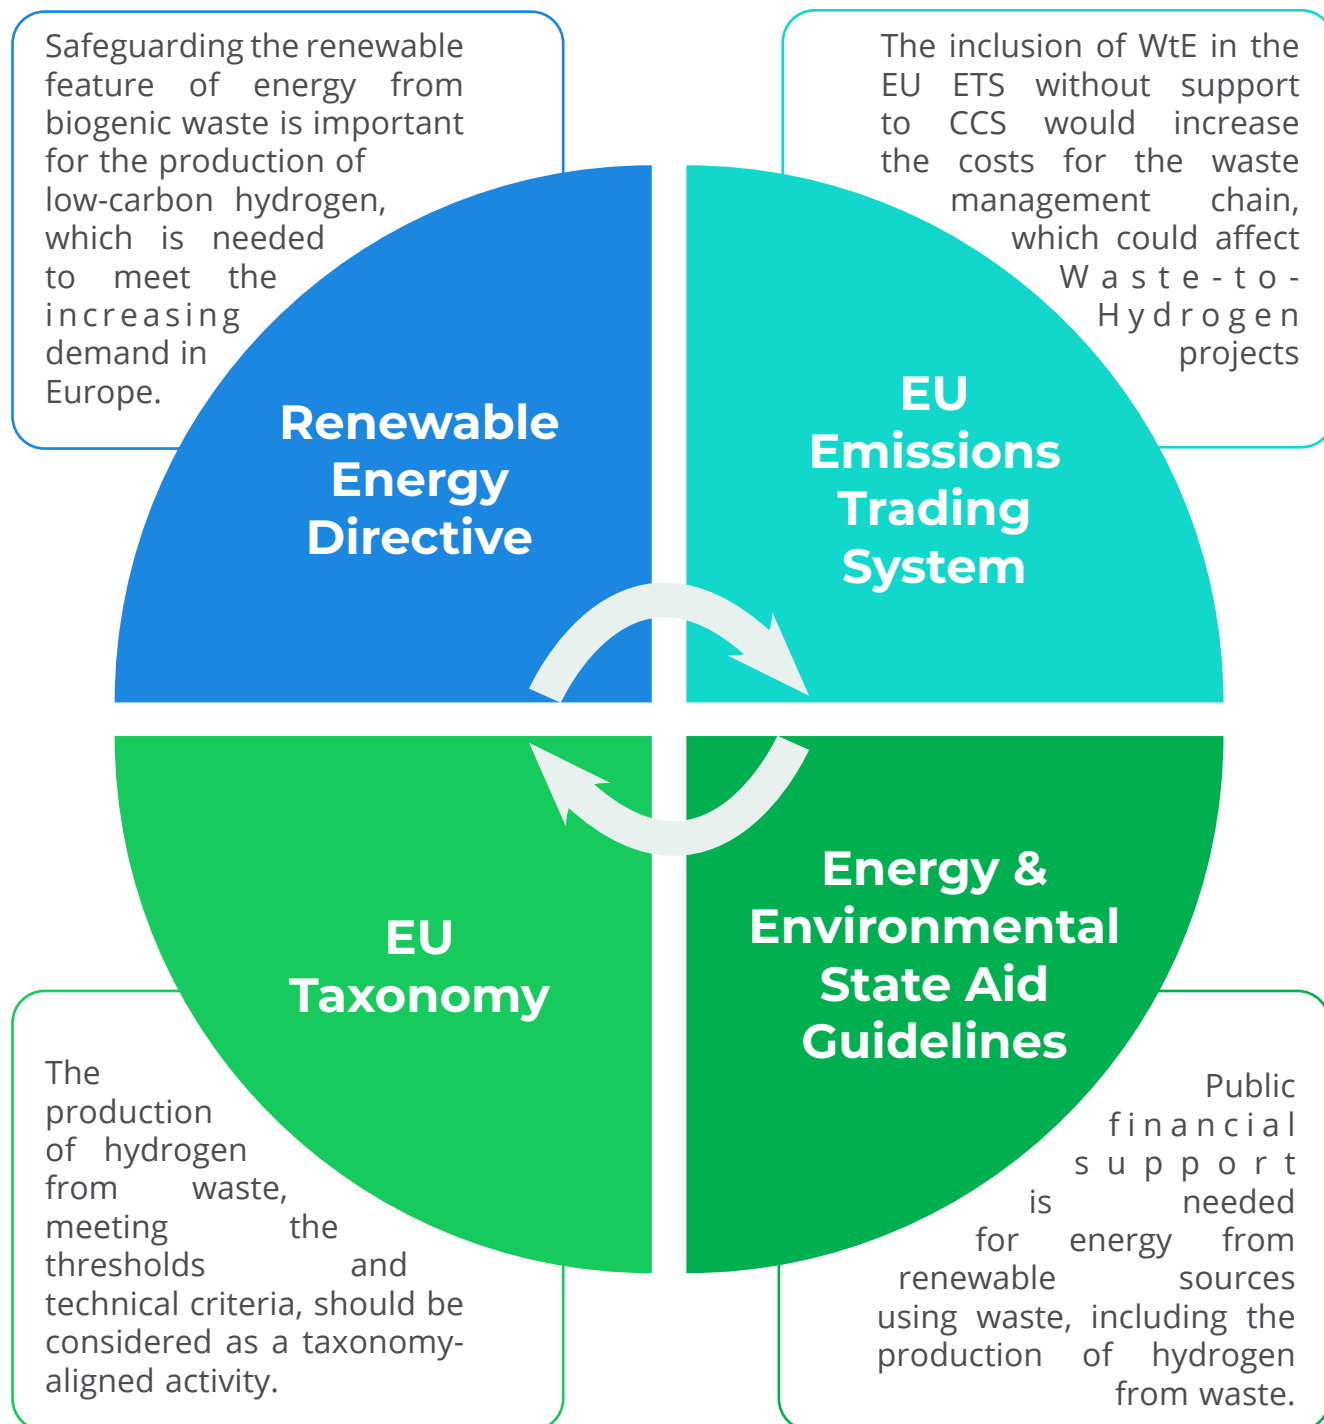 Safeguarding the renewable
feature of energy from
biogenic waste is important
for the production of
low-carbon hydrogen,
which is needed
to meet the
increasing
demand in
Europe.
Renewable
Energy
Directive
The inclusion of WtE in the
EU ETS without support
to CCS would increase
the costs for the waste
management chain,
which could affect
Waste-to-
Hydrogen
projects
EU
Emissions
Trading
System
EU
Taxonomy
The
production
of hydrogen
from waste,
meeting the
thresholds and
technical criteria, should be
considered as a taxonomy-
aligned activity.
Energy &
Environmental
State Aid
Guidelines
Public
financial
support
is needed
for energy from
renewable sources
using waste, including the
production of hydrogen
from waste.